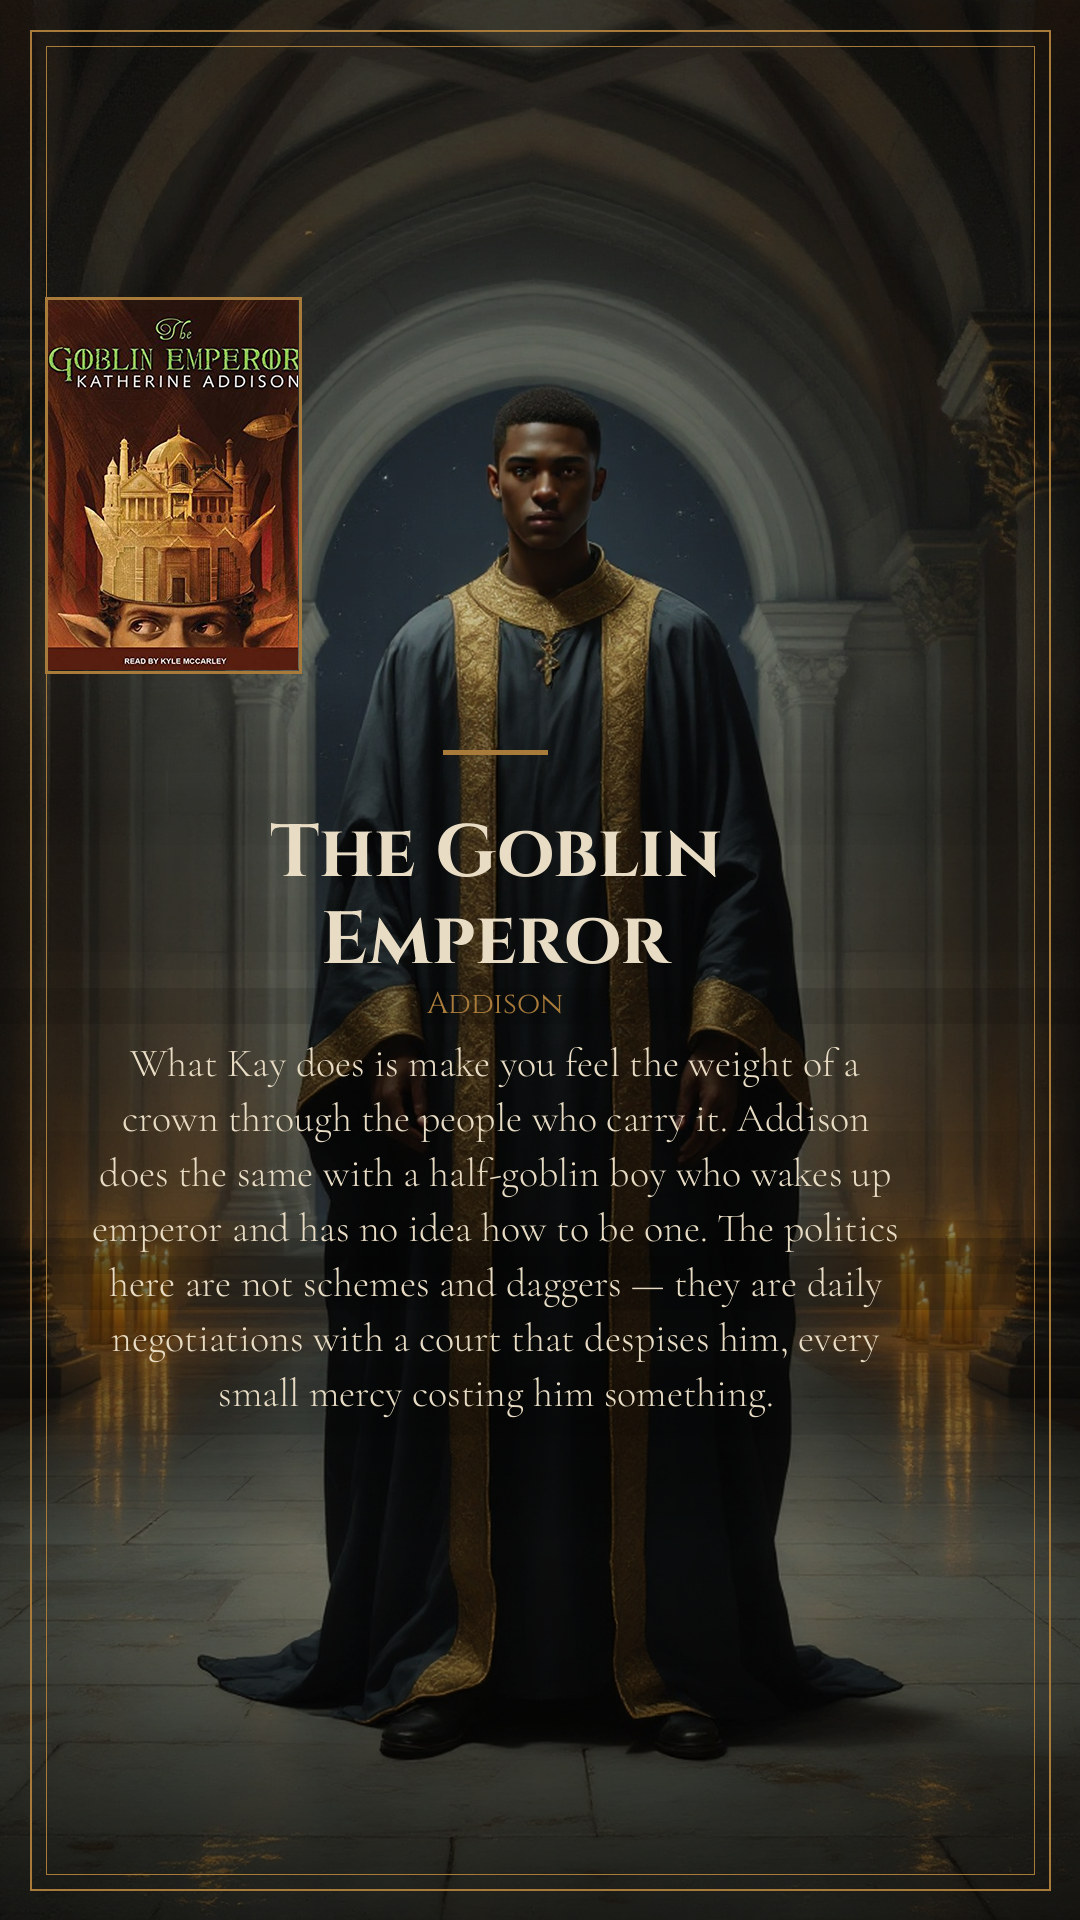 The
GOBLIN EMPEROR
KATHERINE ADDISON
READ BY KYLE MCCARLEY
THE GOBLIN
EMPEROR
ADDISON
What Kay does is make you feel the weight of a
crown through the people who carry it. Addison
does the same with a half-goblin boy who wakes up
emperor and has no idea how to be one. The politics
here are not schemes and daggers — they are daily
negotiations with a court that despises him, every
small mercy costing him something.